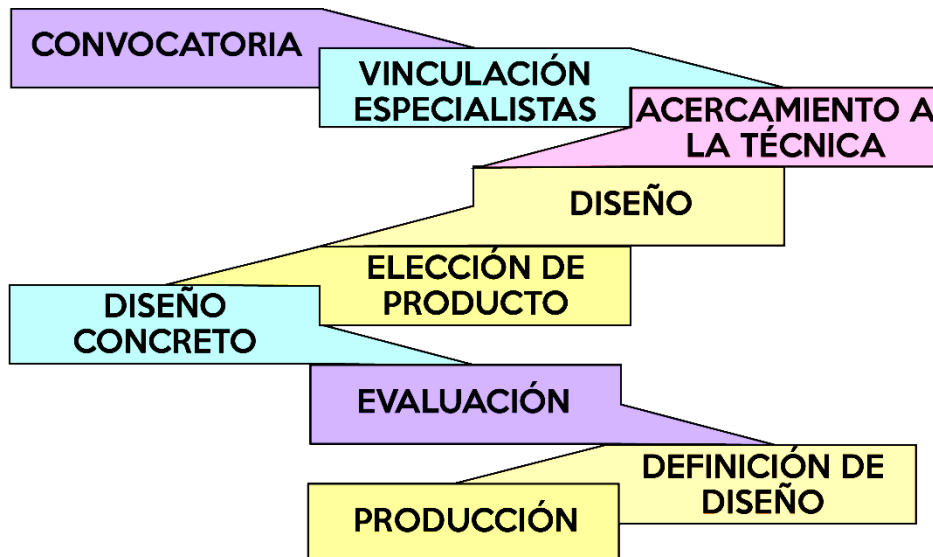 CONVOCATORIA
VINCULACIÓN
ESPECIALISTAS
ACERCAMIENTO A
LA TÉCNICA
DISEÑO
ELECCIÓN DE
PRODUCTO
DISEÑO
CONCRETO
EVALUACIÓN
DEFINICIÓN DE
DISEÑO
PRODUCCIÓN